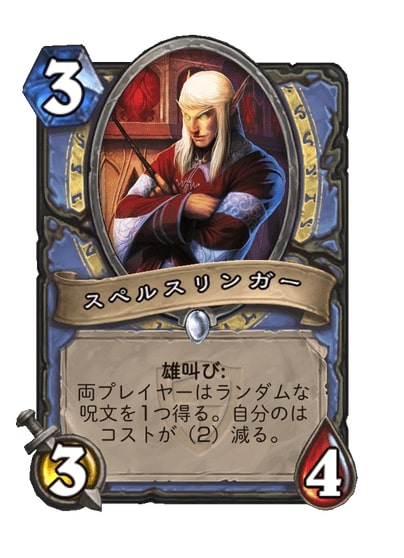 3
スペルスリンガー
雄叫び:
両プレイヤーはランダムな
呪文を1つ得る。自分のは
コストが（2）減る。
3
4